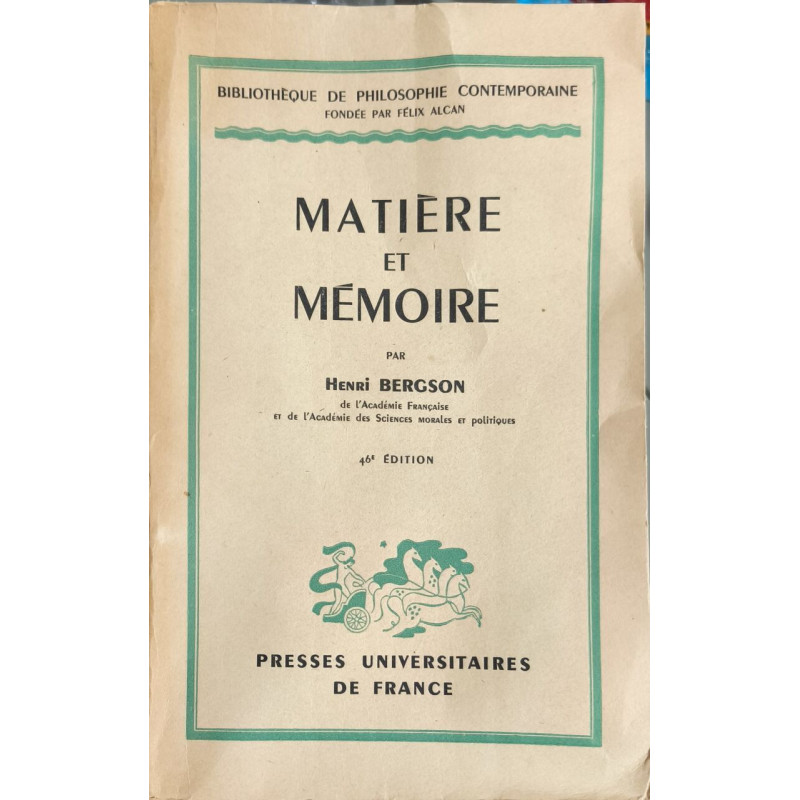 BIBLIOTHÈQUE DE PHILOSOPHIE CONTEMPORAINE
FONDÉE PAR FÉLIX ALCAN
MATIÈRE
ET
MÉMOIRE
PAR
Henri BERGSON
de l'Académie Française
et de l'Académie des Sciences morales et politiques
46e ÉDITION
PRESSES UNIVERSITAIRES
DE FRANCE